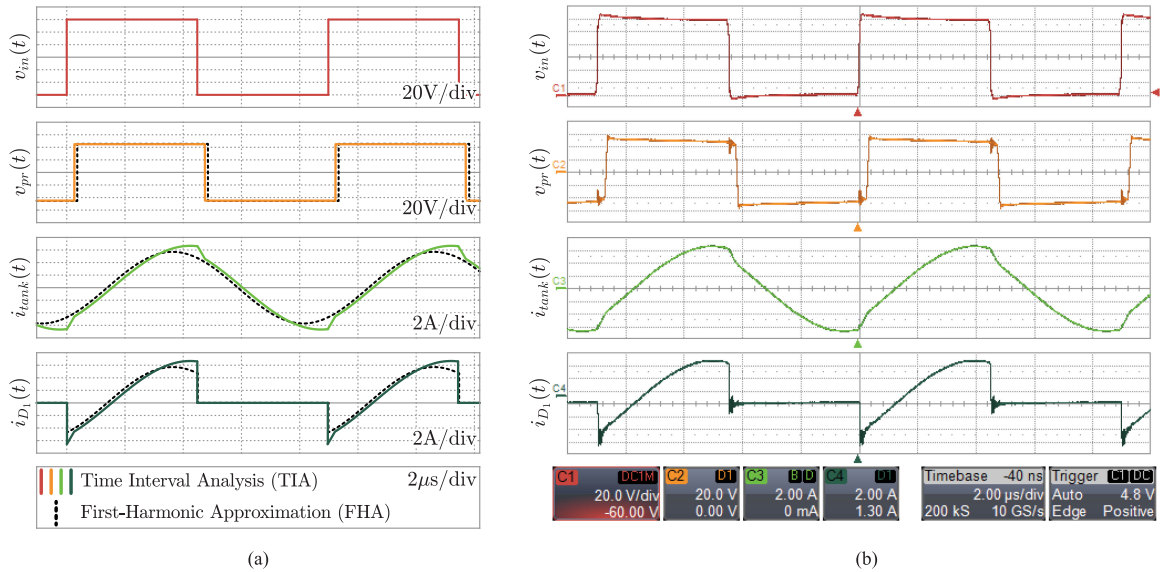 v_in(t)
20V/div
v_pr(t)
20V/div
i_tank(t)
2A/div
i_D1(t)
2A/div
Time Interval Analysis (TIA)
2μs/div
First-Harmonic Approximation (FHA)
(a)
v_in(t)
C1
v_pr(t)
C2
i_tank(t)
C3
i_D1(t)
C4
C1 DC1M
20.0 V/div
-60.00 V
C2 D1
20.0 V
0.00 V
C3 B D
2.00 A
0 mA
C4 D1
2.00 A
1.30 A
Timebase -40 ns
2.00 μs/div
200 kS 10 GS/s
Trigger C1 DC
Auto 4.8 V
Edge Positive
(b)